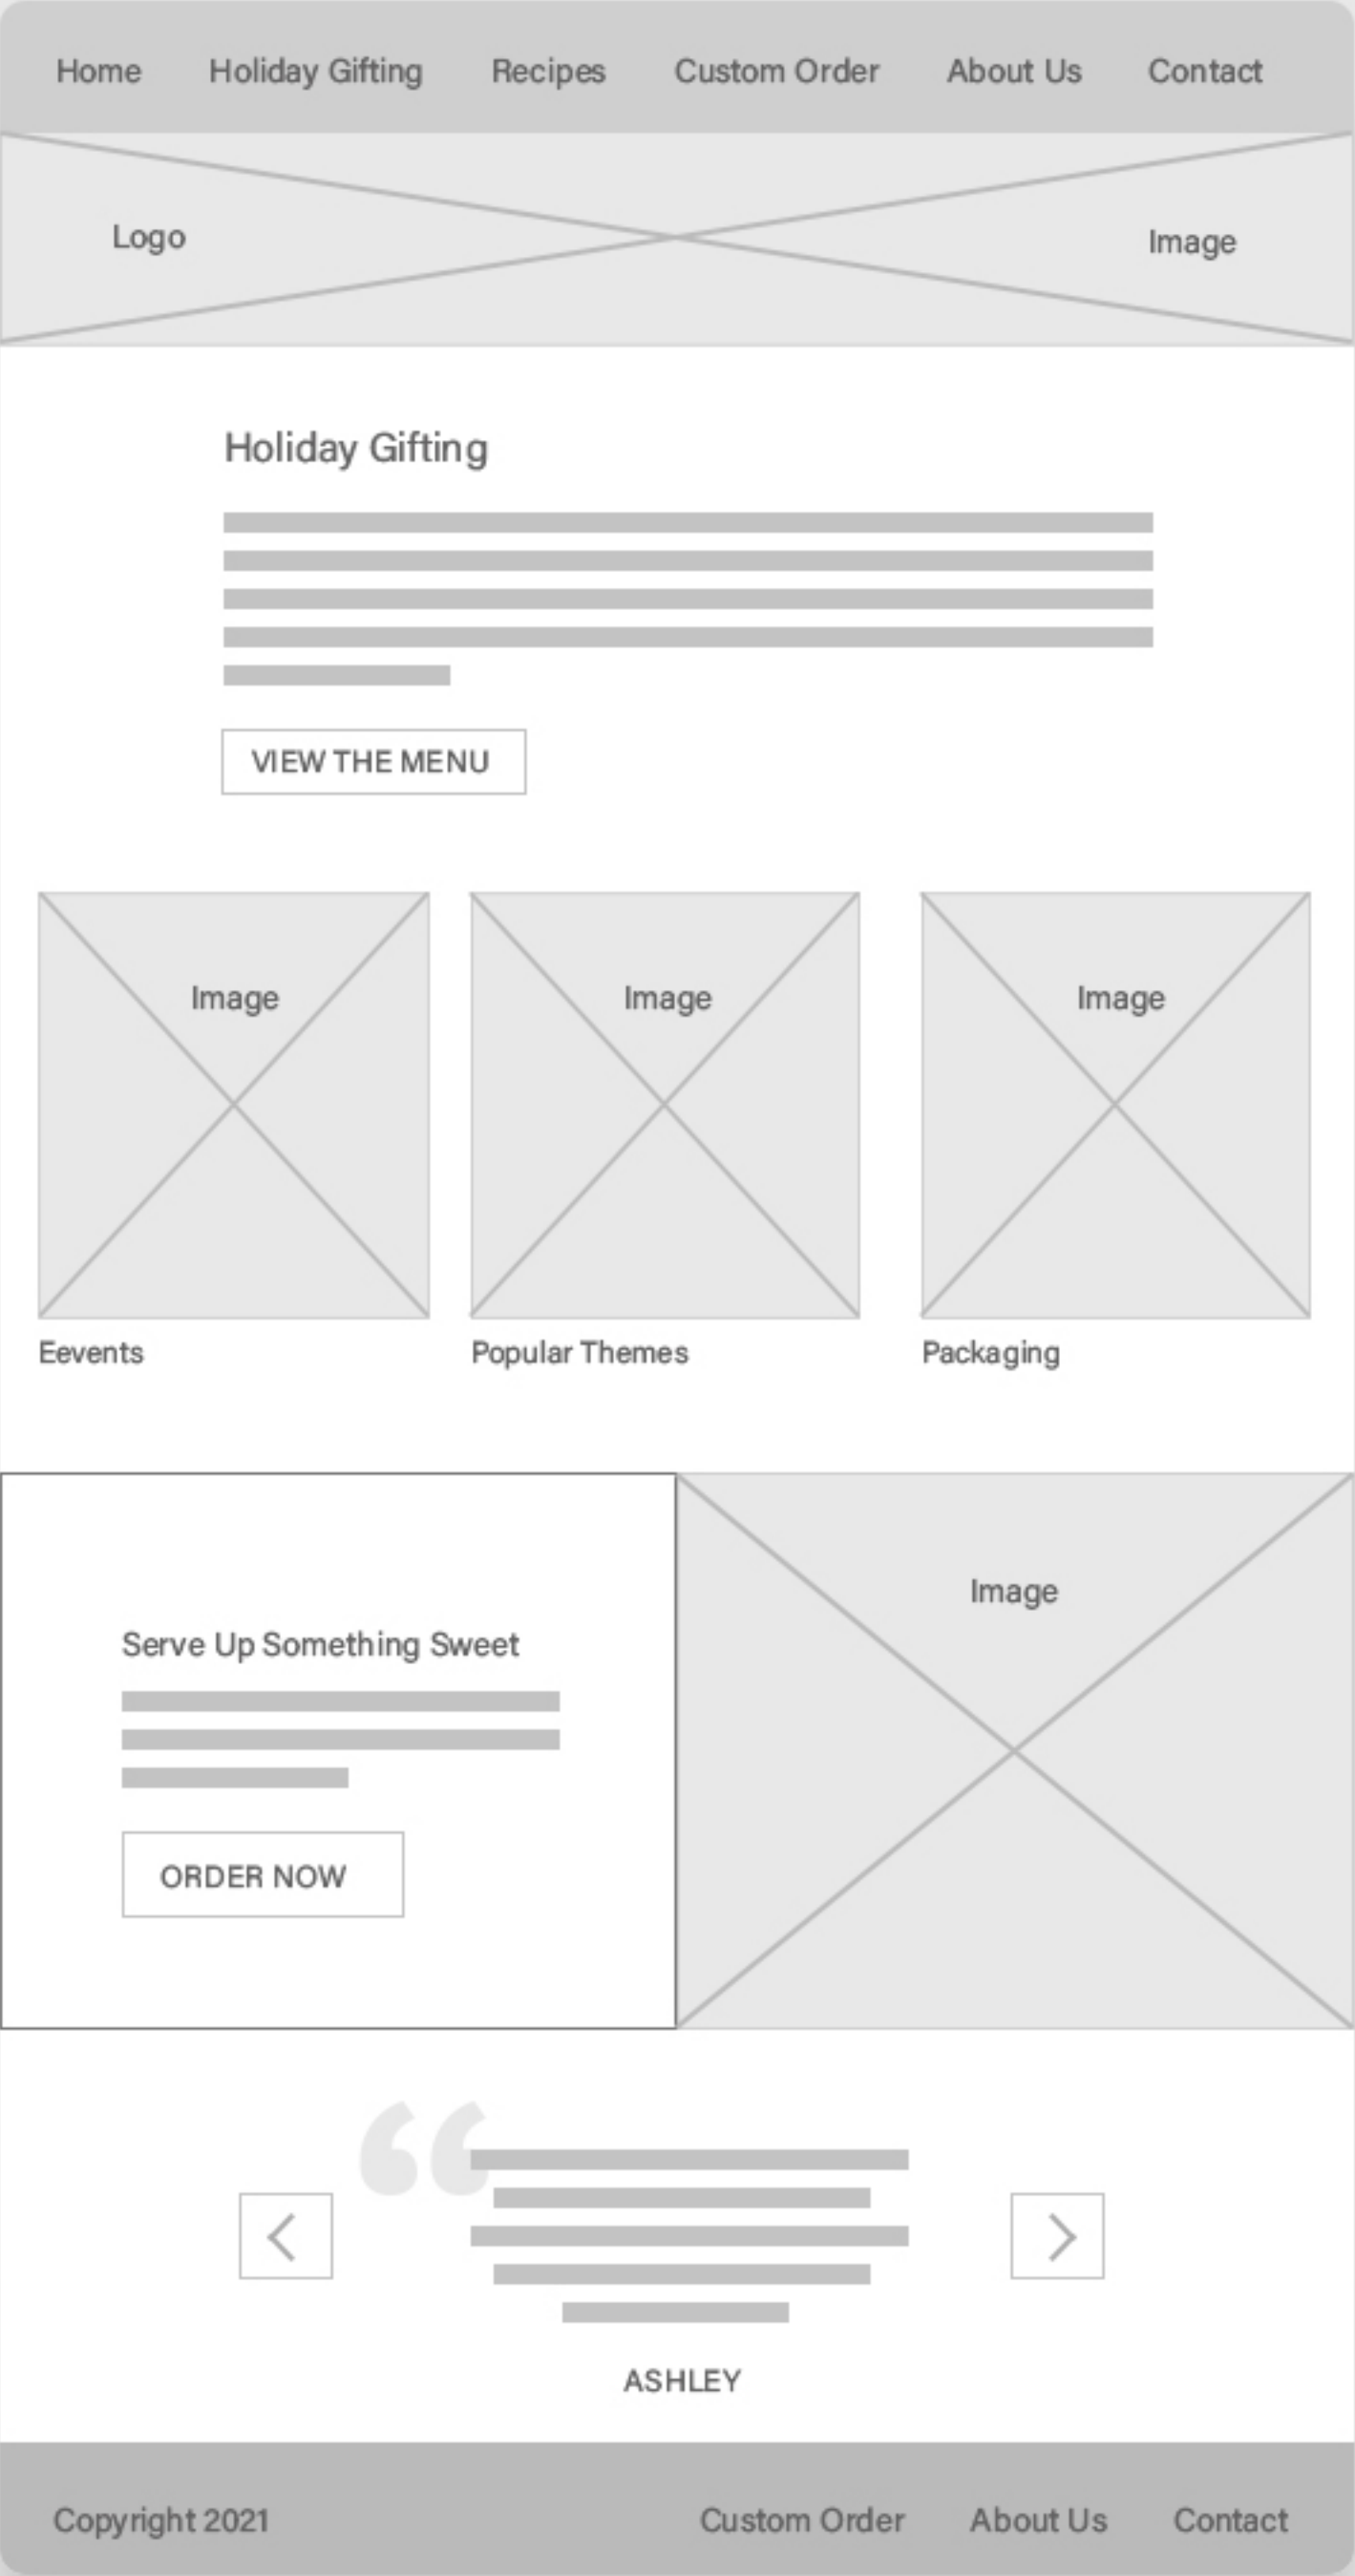 Home Holiday Gifting Recipes Custom Order About Us Contact
Logo Image
Holiday Gifting
VIEW THE MENU
Image Image Image
Eevents Popular Themes Packaging
Image
Serve Up Something Sweet
ORDER NOW
“
ASHLEY
Copyright 2021 Custom Order About Us Contact